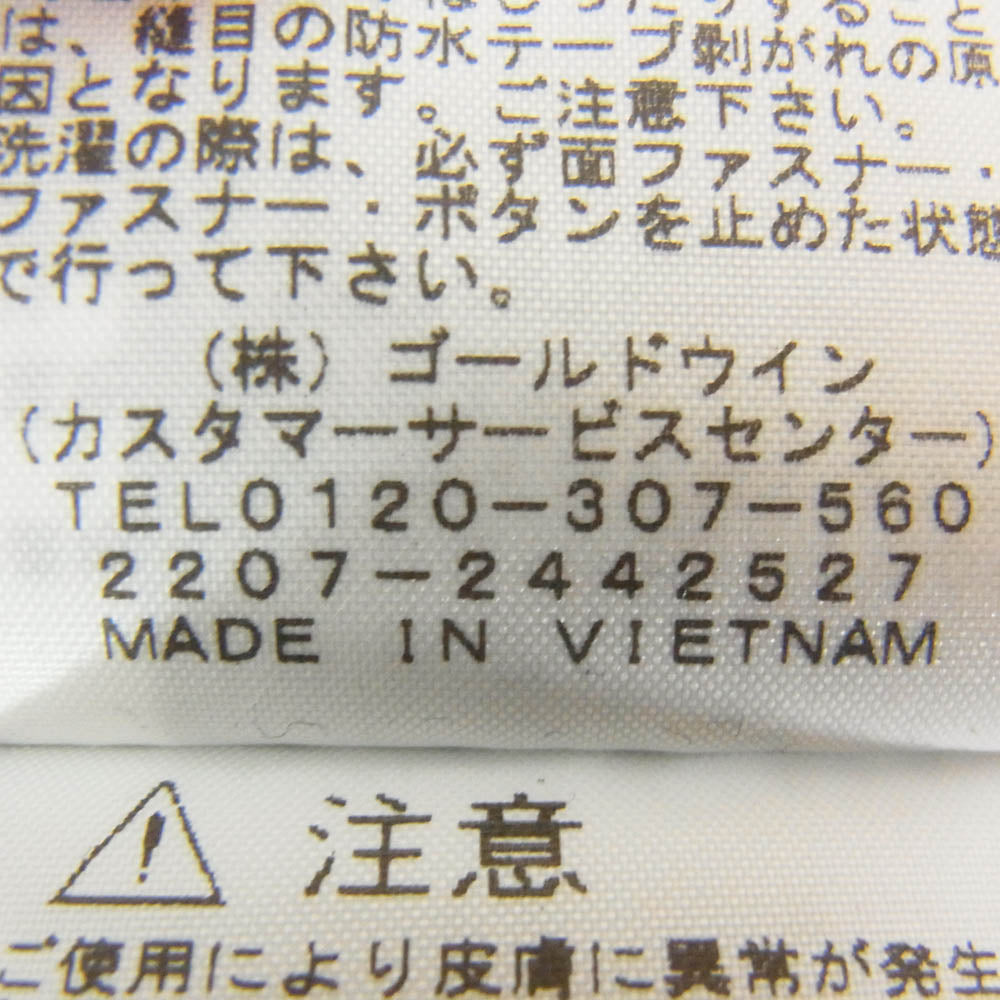 は、縫目の防水テープ剥がれの原
因となります。ご注意下さい。
洗濯の際は、必ず面ファスナー・
ファスナー・ボタンを止めた状態
で行って下さい。
(株)ゴールドウイン
(カスタマーサービスセンター)
TEL0120-307-560
2207-2442527
MADE IN VIETNAM
注意
ご使用により皮膚に異常が発生